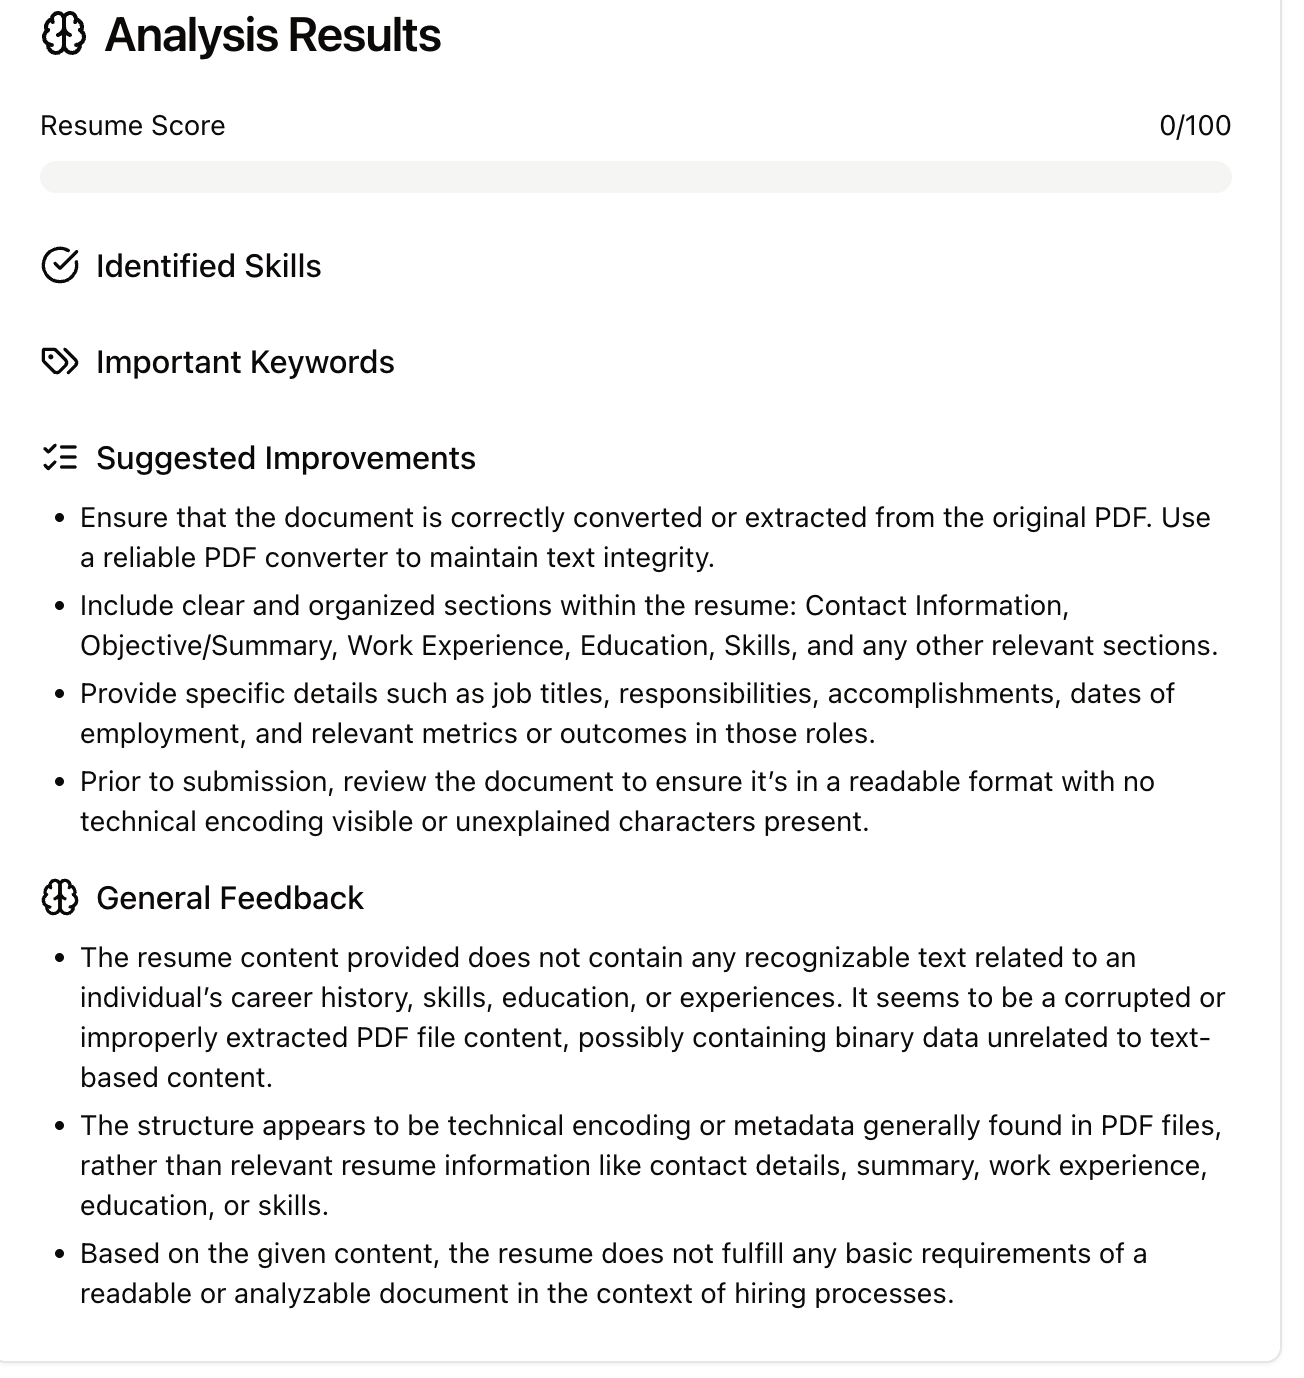 Analysis Results
Resume Score 0/100
Identified Skills
Important Keywords
Suggested Improvements
• Ensure that the document is correctly converted or extracted from the original PDF. Use
a reliable PDF converter to maintain text integrity.
• Include clear and organized sections within the resume: Contact Information,
Objective/Summary, Work Experience, Education, Skills, and any other relevant sections.
• Provide specific details such as job titles, responsibilities, accomplishments, dates of
employment, and relevant metrics or outcomes in those roles.
• Prior to submission, review the document to ensure it’s in a readable format with no
technical encoding visible or unexplained characters present.
General Feedback
• The resume content provided does not contain any recognizable text related to an
individual’s career history, skills, education, or experiences. It seems to be a corrupted or
improperly extracted PDF file content, possibly containing binary data unrelated to text-
based content.
• The structure appears to be technical encoding or metadata generally found in PDF files,
rather than relevant resume information like contact details, summary, work experience,
education, or skills.
• Based on the given content, the resume does not fulfill any basic requirements of a
readable or analyzable document in the context of hiring processes.